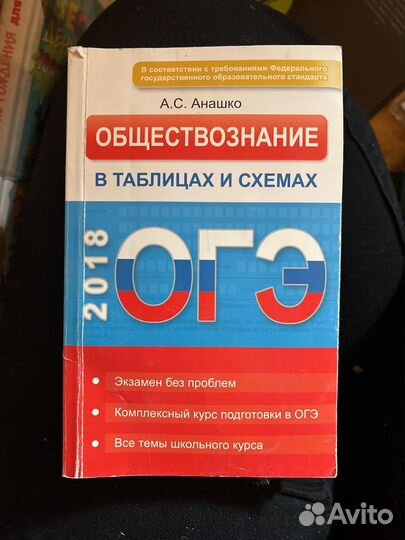 В соответствии с требованиями Федерального
государственного образовательного стандарта
А.С. Анашко
ОБЩЕСТВОЗНАНИЕ
В ТАБЛИЦАХ И СХЕМАХ
2018
ОГЭ
Экзамен без проблем
Комплексный курс подготовки в ОГЭ
Все темы школьного курса
Avito